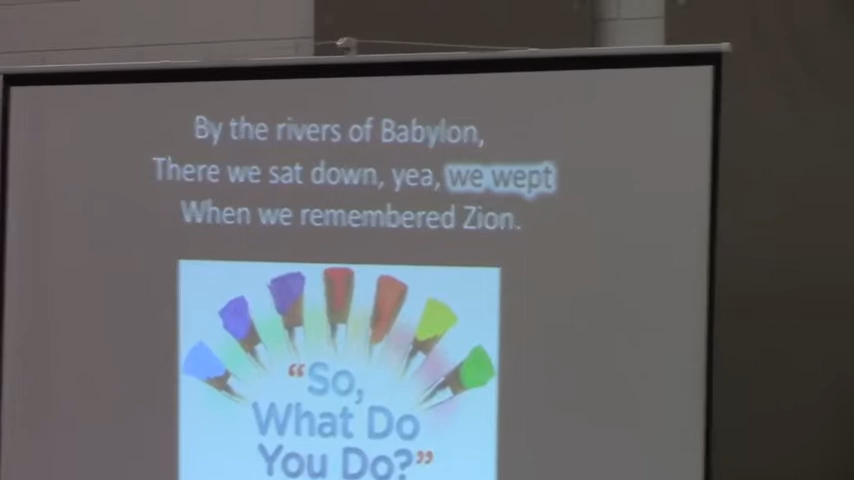 By the rivers of Babylon,
There we sat down, yea, we wept
When we remembered Zion.
“So,
What Do
You Do?”